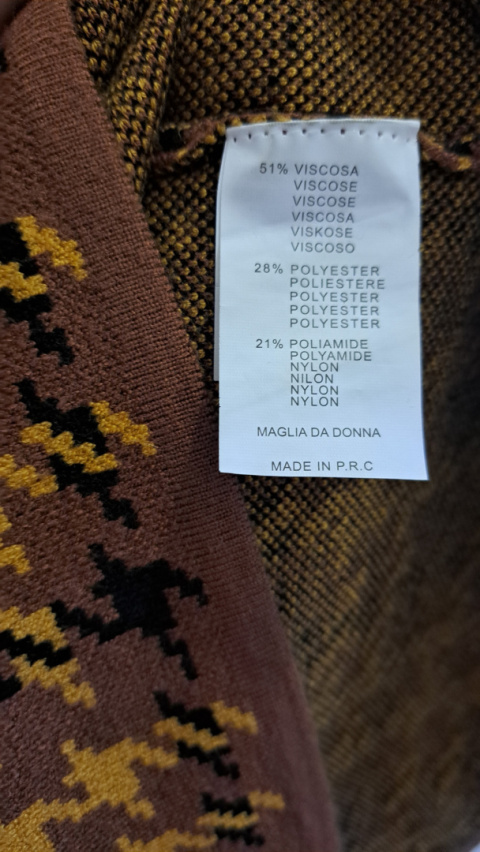 51% VISCOSA
VISCOSE
VISCOSE
VISCOSA
VISKOSE
VISCOSO
28% POLYESTER
POLIESTERE
POLYESTER
POLYESTER
POLYESTER
21% POLIAMIDE
POLYAMIDE
NYLON
NILON
NYLON
NYLON
MAGLIA DA DONNA
MADE IN P.R.C